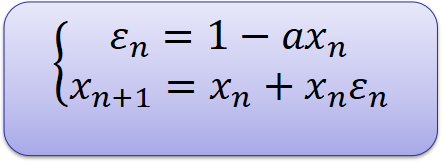 εₙ = 1 − axₙ
xₙ₊₁ = xₙ + xₙεₙ